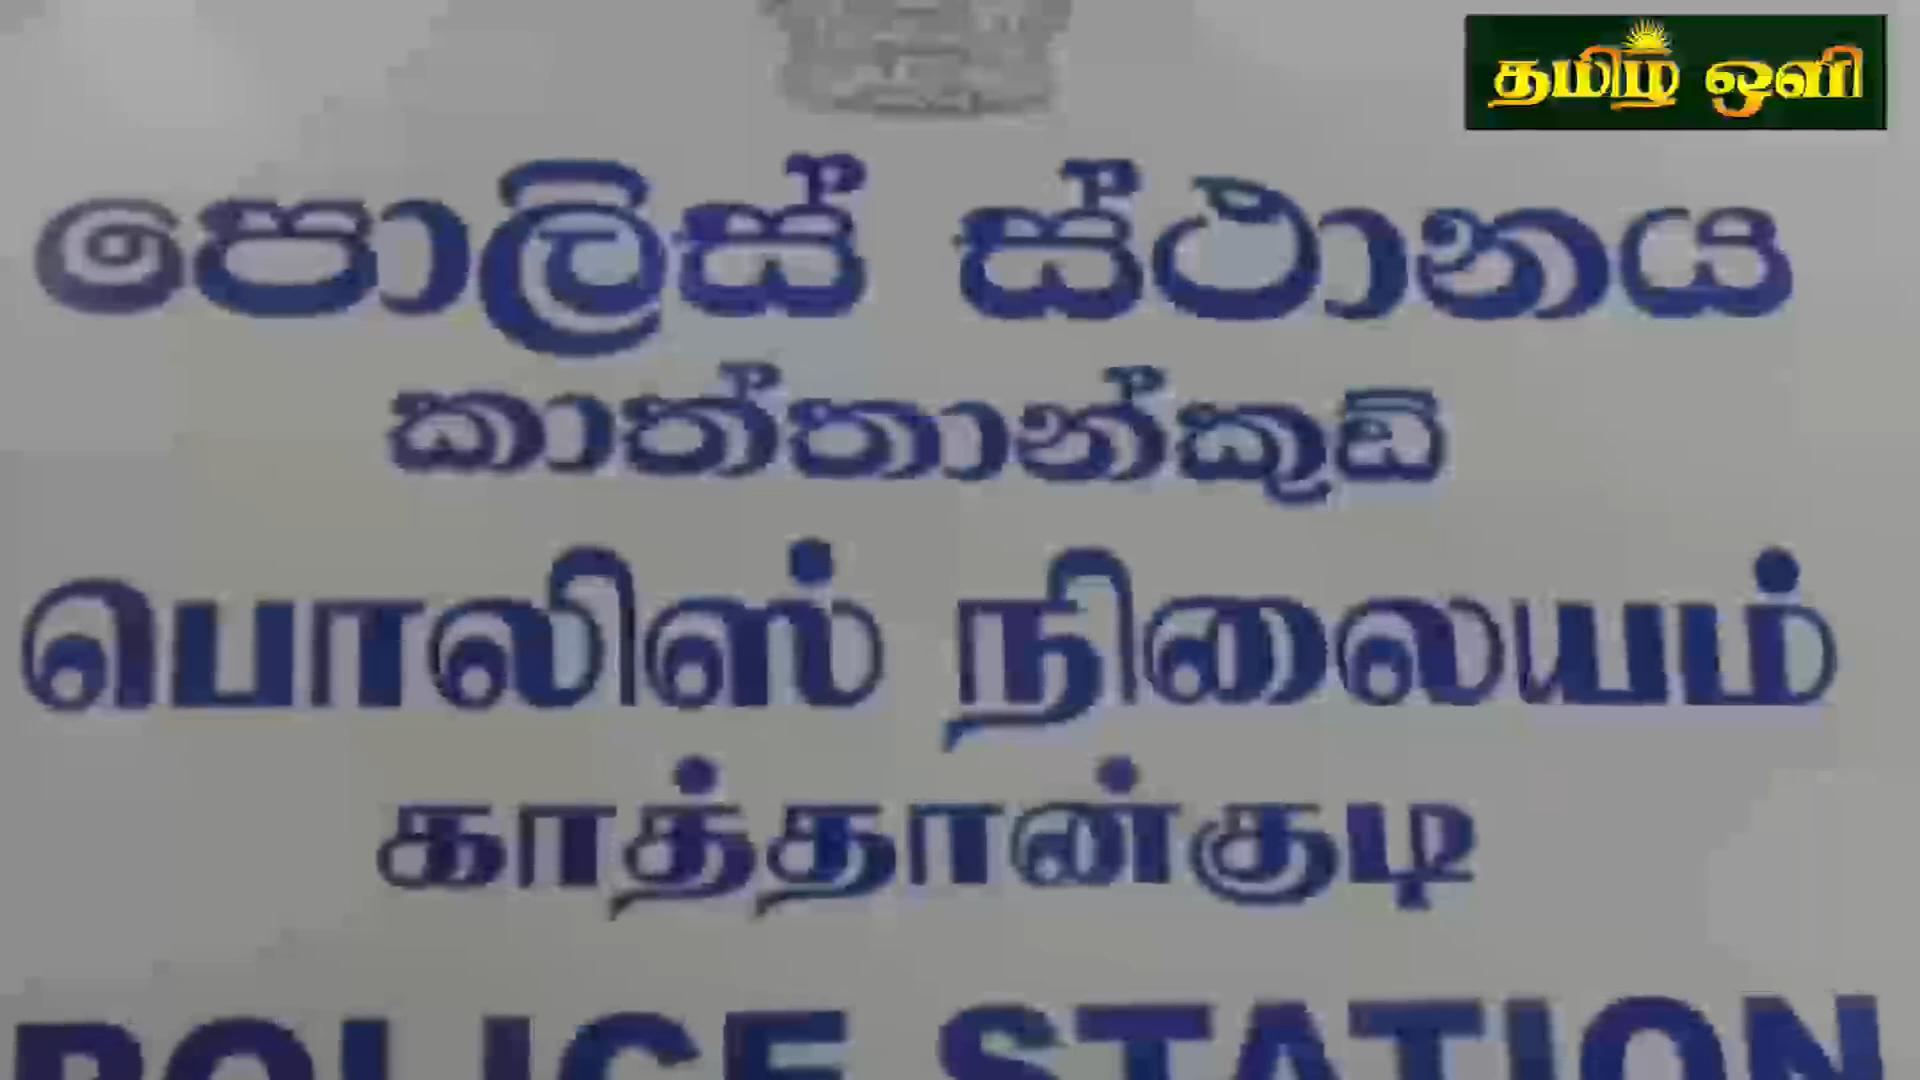 தமிழ் ஒளி
පොලිස් ස්ථානය
කාත්තාන්කුඩි
பொலிஸ் நிலையம்
காத்தான்குடி
POLICE STATION